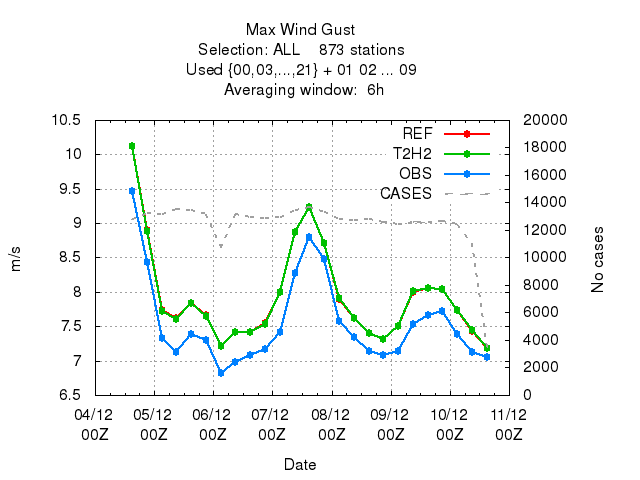 Max Wind Gust
Selection: ALL    873 stations
Used {00,03,...,21} + 01 02 ... 09
Averaging window:  6h
10.5
10
9.5
9
8.5
8
7.5
7
6.5
m/s
20000
18000
16000
14000
12000
10000
8000
6000
4000
2000
0
No cases
REF
T2H2
OBS
CASES
04/12 05/12 06/12 07/12 08/12 09/12 10/12 11/12
00Z 00Z 00Z 00Z 00Z 00Z 00Z 00Z
Date